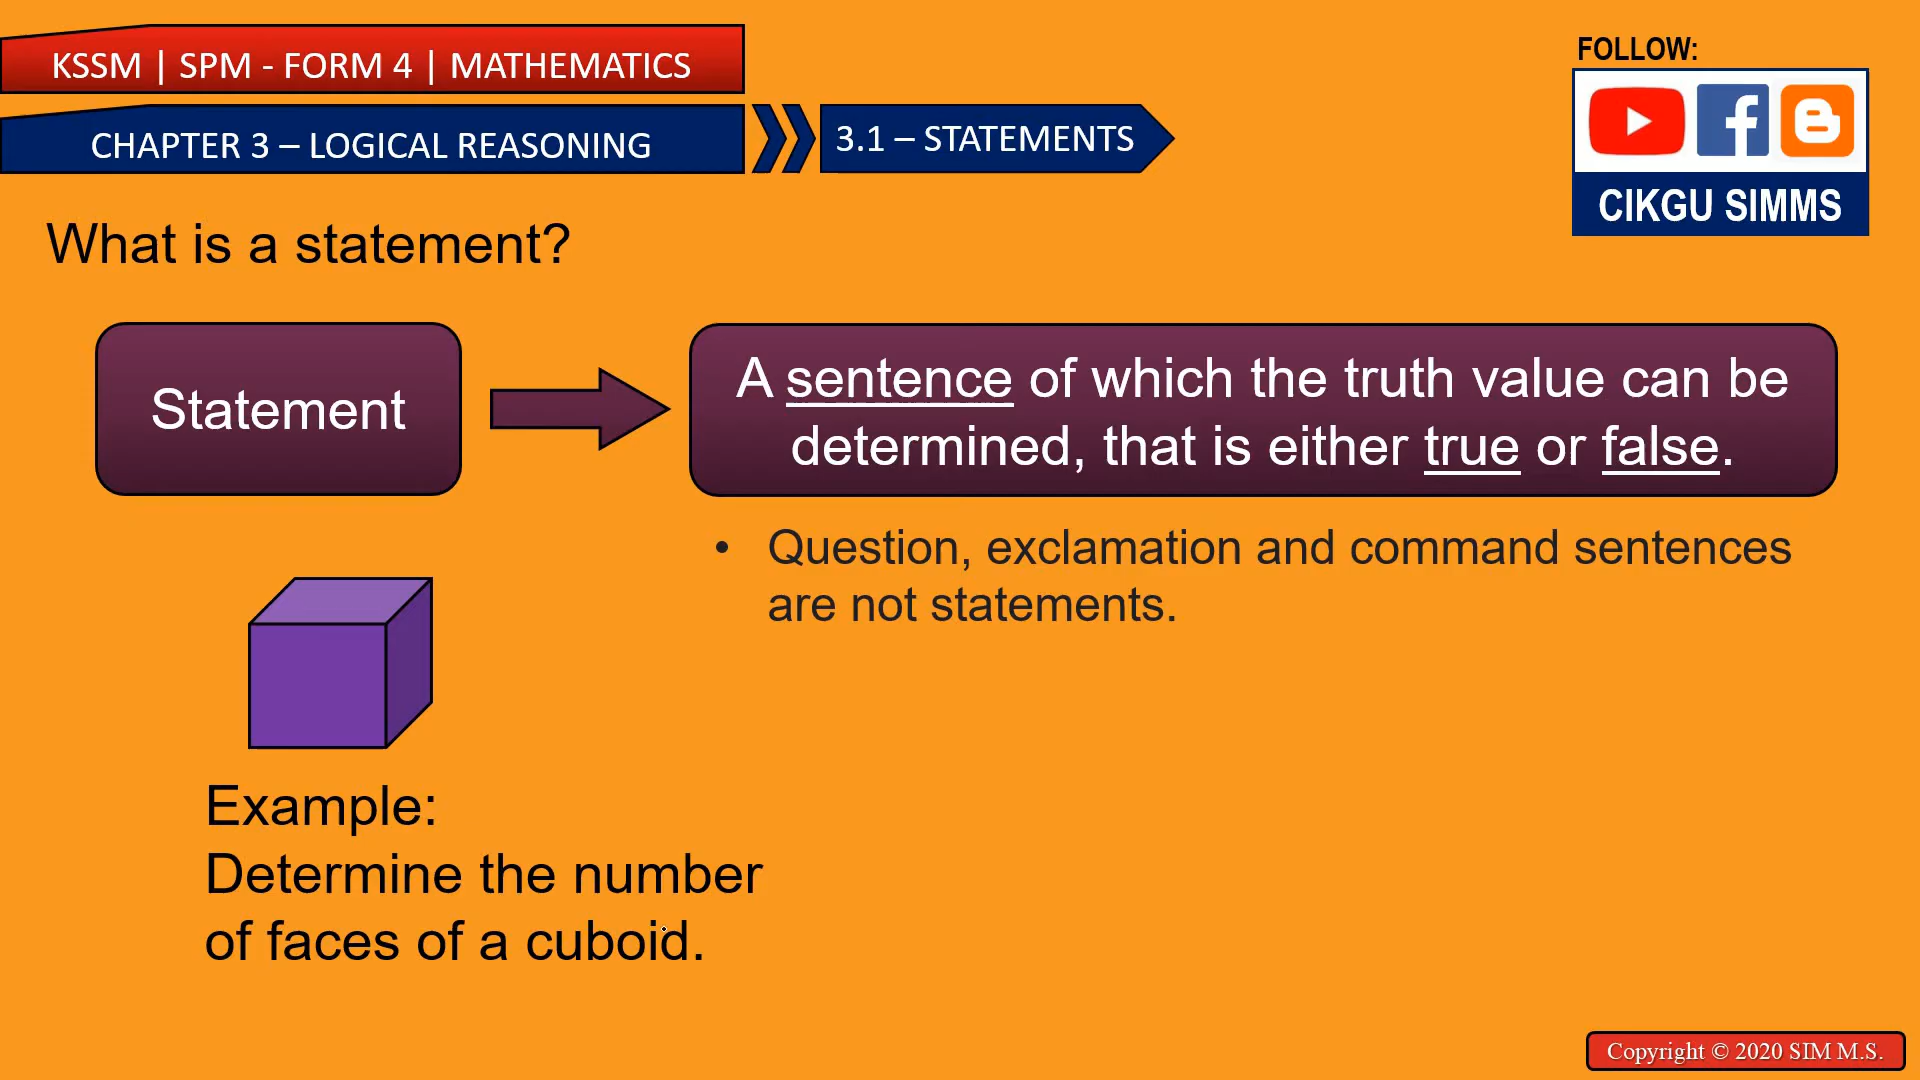 KSSM | SPM - FORM 4 | MATHEMATICS
CHAPTER 3 – LOGICAL REASONING
3.1 – STATEMENTS
FOLLOW:
CIKGU SIMMS
What is a statement?
Statement
A sentence of which the truth value can be
determined, that is either true or false.
• Question, exclamation and command sentences
are not statements.
Example:
Determine the number
of faces of a cuboid.
Copyright © 2020 SIM M.S.